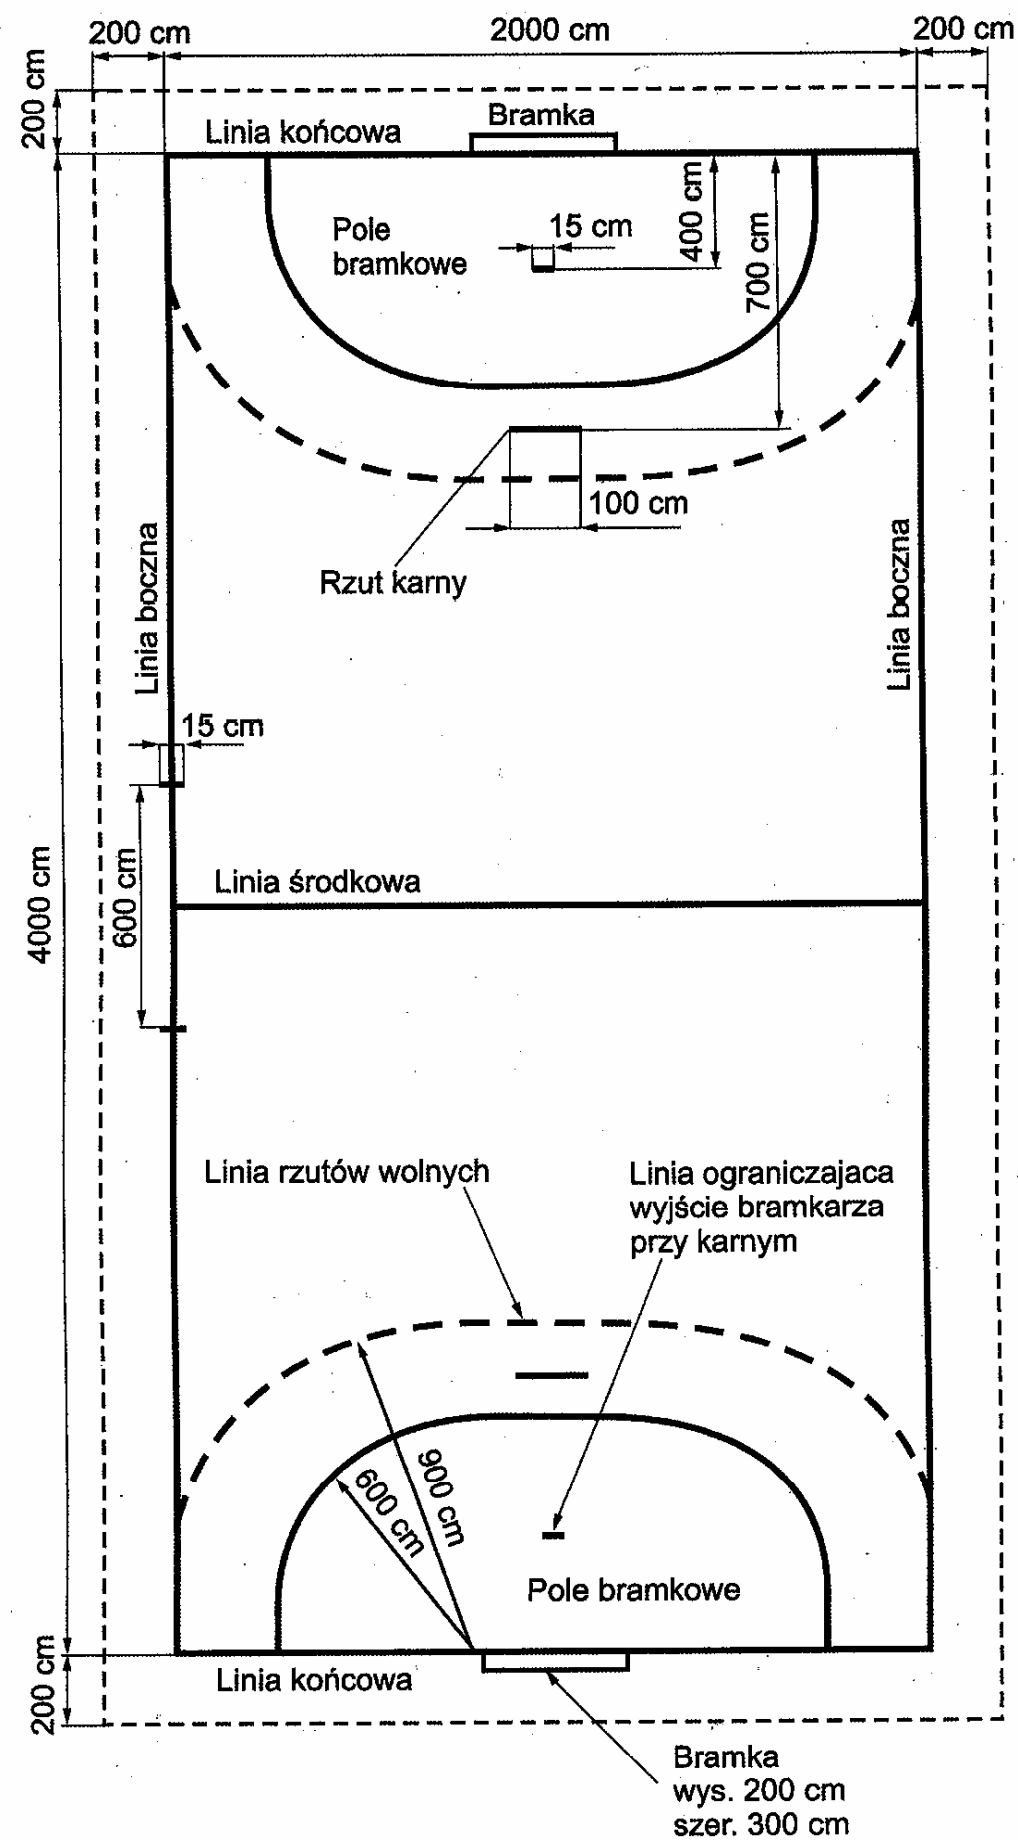 200 cm
2000 cm
200 cm
200 cm
Bramka
Linia końcowa
Pole
bramkowe
15 cm
400 cm
700 cm
100 cm
Rzut karny
Linia boczna
Linia boczna
15 cm
600 cm
4000 cm
Linia środkowa
Linia rzutów wolnych
Linia ograniczajaca
wyjście bramkarza
przy karnym
900 cm
600 cm
Pole bramkowe
200 cm
Linia końcowa
Bramka
wys. 200 cm
szer. 300 cm